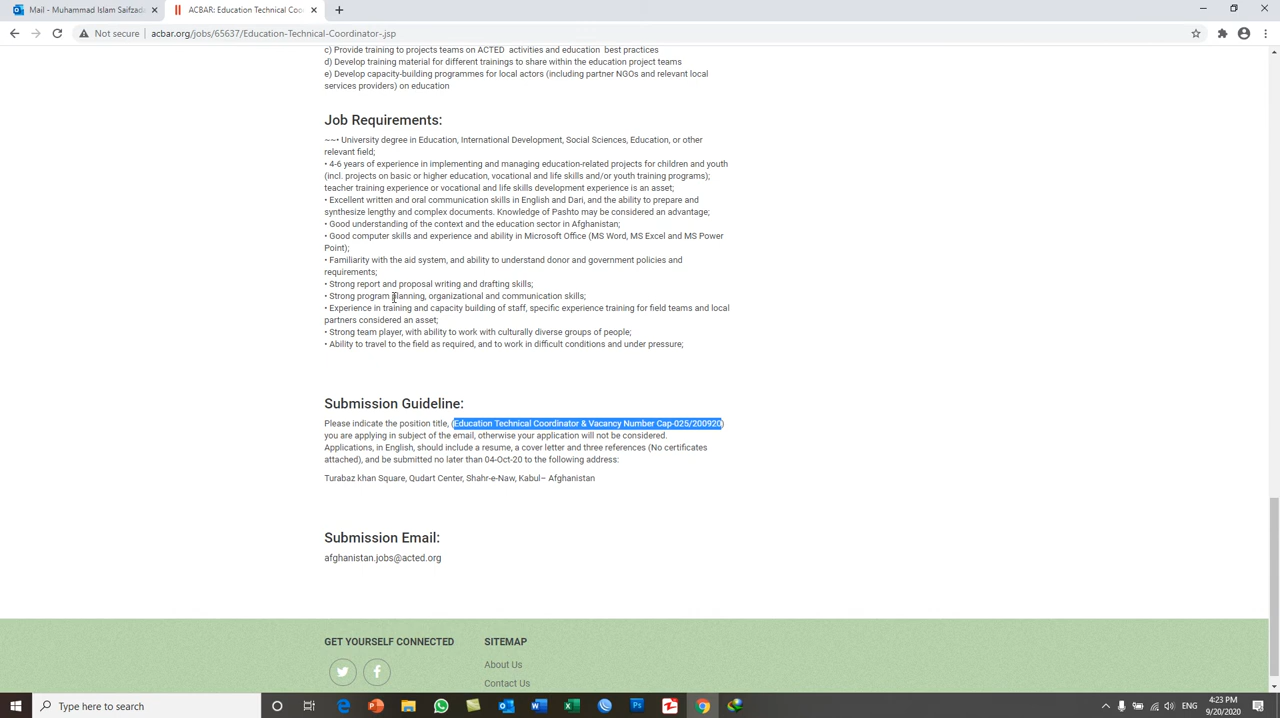 Mail - Muhammad Islam Saifzad
ACBAR: Education Technical Coo
Not secure
acbar.org/jobs/65637/Education-Technical-Coordinator-.jsp
c) Provide training to projects teams on ACTED activities and education best practices
d) Develop training material for different trainings to share within the education project teams
e) Develop capacity-building programmes for local actors (including partner NGOs and relevant local
services providers) on education
Job Requirements:
~~• University degree in Education, International Development, Social Sciences, Education, or other
relevant field;
• 4-6 years of experience in implementing and managing education-related projects for children and youth
(incl. projects on basic or higher education, vocational and life skills and/or youth training programs);
teacher training experience or vocational and life skills development experience is an asset;
• Excellent written and oral communication skills in English and Dari, and the ability to prepare and
synthesize lengthy and complex documents. Knowledge of Pashto may be considered an advantage;
• Good understanding of the context and the education sector in Afghanistan;
• Good computer skills and experience and ability in Microsoft Office (MS Word, MS Excel and MS Power
Point);
• Familiarity with the aid system, and ability to understand donor and government policies and
requirements;
• Strong report and proposal writing and drafting skills;
• Strong program planning, organizational and communication skills;
• Experience in training and capacity building of staff, specific experience training for field teams and local
partners considered an asset;
• Strong team player, with ability to work with culturally diverse groups of people;
• Ability to travel to the field as required, and to work in difficult conditions and under pressure;
Submission Guideline:
Please indicate the position title, (Education Technical Coordinator & Vacancy Number Cap-025/200920)
you are applying in subject of the email, otherwise your application will not be considered.
Applications, in English, should include a resume, a cover letter and three references (No certificates
attached), and be submitted no later than 04-Oct-20 to the following address:
Turabaz khan Square, Qudart Center, Shahr-e-Naw, Kabul– Afghanistan
Submission Email:
afghanistan.jobs@acted.org
GET YOURSELF CONNECTED
SITEMAP
About Us
Contact Us
Type here to search
ENG
4:23 PM
9/20/2020